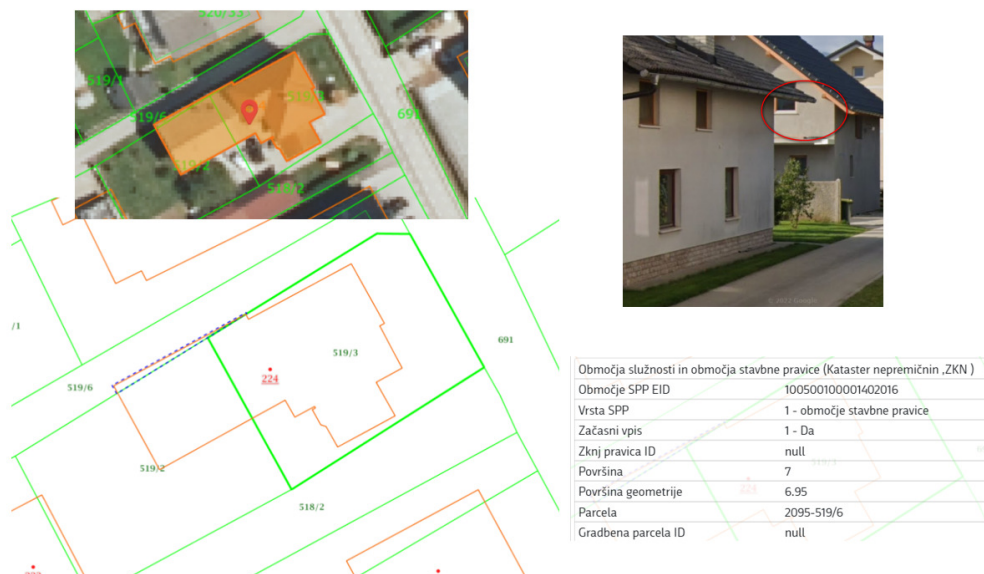 520/33
519/1
519/6
519/3
519/2
691
518/2
/1
519/6
519/3
691
224
519/2
518/2
© 2022 Google
Območja služnosti in območja stavbne pravice (Kataster nepremičnin ,ZKN )
Območje SPP EID 100500100001402016
Vrsta SPP 1 - območje stavbne pravice
Začasni vpis 1 - Da
Zknj pravica ID null
Površina 7
Površina geometrije 6.95
Parcela 2095-519/6
Gradbena parcela ID null